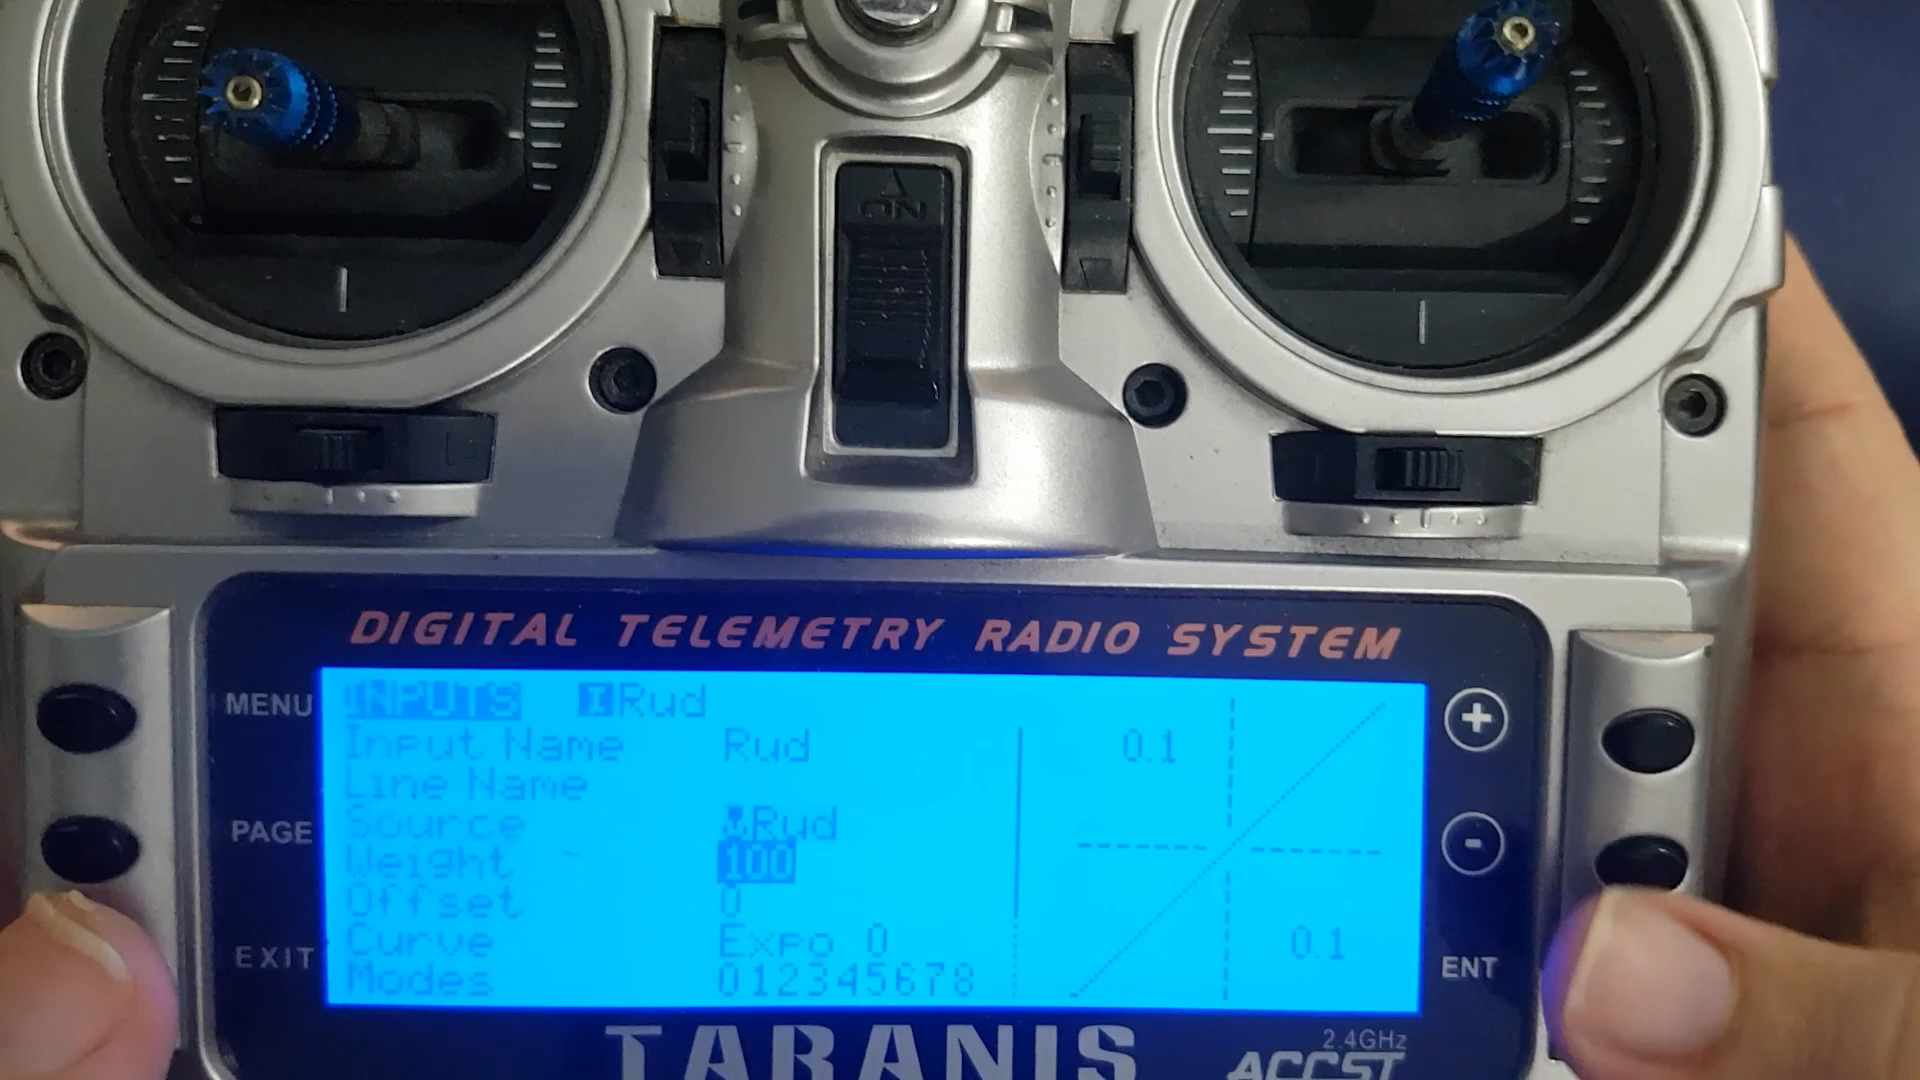 ON
DIGITAL TELEMETRY RADIO SYSTEM
MENU
PAGE
EXIT
INPUTS IRud
Input Name Rud
Line Name
Source Rud
Weight 100
Offset 0
Curve Expo 0
Modes 012345678
0.1
0.1
+
-
ENT
TARANIS
2.4GHz
ACCST